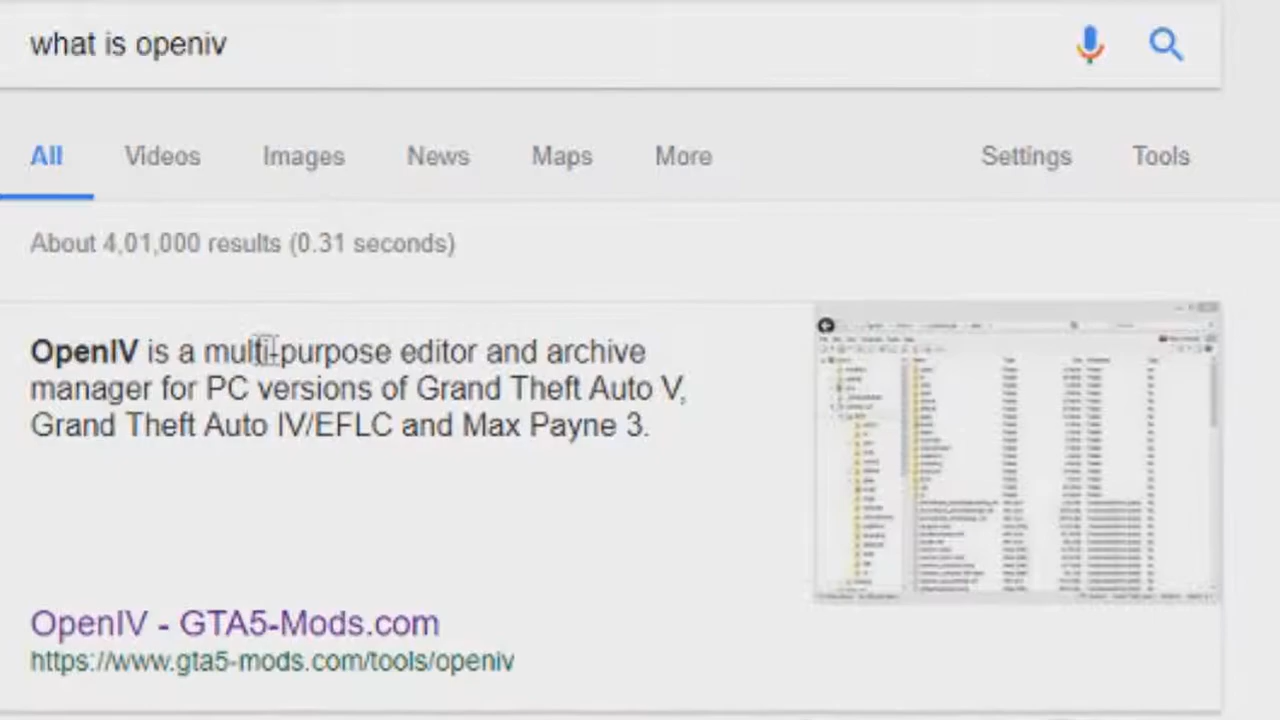 what is openiv
All Videos Images News Maps More Settings Tools
About 4,01,000 results (0.31 seconds)
OpenIV is a multi-purpose editor and archive
manager for PC versions of Grand Theft Auto V,
Grand Theft Auto IV/EFLC and Max Payne 3.
OpenIV - GTA5-Mods.com
https://www.gta5-mods.com/tools/openiv